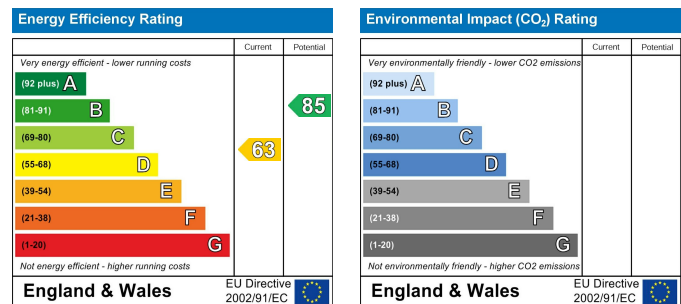 Energy Efficiency Rating
Current Potential
Very energy efficient - lower running costs
(92 plus) A
(81-91) B
85
(69-80) C
63
(55-68) D
(39-54) E
(21-38) F
(1-20) G
Not energy efficient - higher running costs
England & Wales
EU Directive
2002/91/EC
Environmental Impact (CO₂) Rating
Current Potential
Very environmentally friendly - lower CO2 emissions
(92 plus) A
(81-91) B
(69-80) C
(55-68) D
(39-54) E
(21-38) F
(1-20) G
Not environmentally friendly - higher CO2 emissions
England & Wales
EU Directive
2002/91/EC